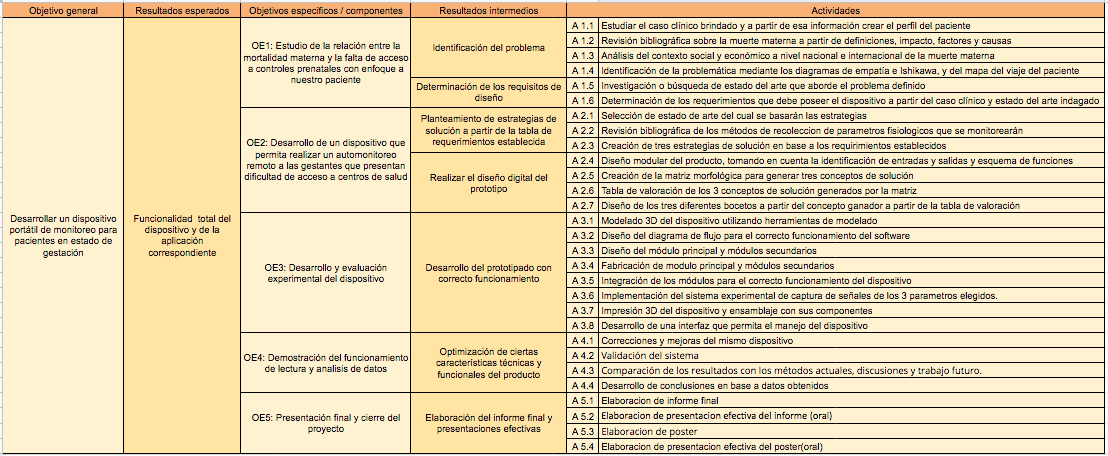 Objetivo general
Resultados esperados
Objetivos específicos / componentes
Resultados intermedios
Actividades
Desarrollar un dispositivo
portátil de monitoreo para
pacientes en estado de
gestación
Funcionalidad total del
dispositivo y de la
aplicación
correspondiente
OE1: Estudio de la relación entre la
mortalidad materna y la falta de acceso
a controles prenatales con enfoque a
nuestro paciente
Identificación del problema
A 1.1 Estudiar el caso clínico brindado y a partir de esa información crear el perfil del paciente
A 1.2 Revisión bibliográfica sobre la muerte materna a partir de definiciones, impacto, factores y causas
A 1.3 Análisis del contexto social y económico a nivel nacional e internacional de la muerte materna
A 1.4 Identificación de la problemática mediante los diagramas de empatía e Ishikawa, y del mapa del viaje del paciente
Determinación de los requisitos de
diseño
A 1.5 Investigación o búsqueda de estado del arte que aborde el problema definido
A 1.6 Determinación de los requerimientos que debe poseer el dispositivo a partir del caso clínico y estado del arte indagado
OE2: Desarrollo de un dispositivo que
permita realizar un automonitoreo
remoto a las gestantes que presentan
dificultad de acceso a centros de salud
Planteamiento de estrategias de
solución a partir de la tabla de
requerimientos establecida
A 2.1 Selección de estado de arte del cual se basarán las estrategias
A 2.2 Revisión bibliográfica de los métodos de recoleccion de parametros fisiologicos que se monitorearán
A 2.3 Creación de tres estrategias de solución en base a los requirimientos establecidos
Realizar el diseño digital del
prototipo
A 2.4 Diseño modular del producto, tomando en cuenta la identificación de entradas y salidas y esquema de funciones
A 2.5 Creación de la matriz morfológica para generar tres conceptos de solución
A 2.6 Tabla de valoración de los 3 conceptos de solución generados por la matriz
A 2.7 Diseño de los tres diferentes bocetos a partir del concepto ganador a partir de la tabla de valoración
OE3: Desarrollo y evaluación
experimental del dispositivo
Desarrollo del prototipado con
correcto funcionamiento
A 3.1 Modelado 3D del dispositivo utilizando herramientas de modelado
A 3.2 Diseño del diagrama de flujo para el correcto funcionamiento del software
A 3.3 Diseño del módulo principal y módulos secundarios
A 3.4 Fabricación de modulo principal y módulos secundarios
A 3.5 Integración de los módulos para el correcto funcionamiento del dispositivo
A 3.6 Implementación del sistema experimental de captura de señales de los 3 parametros elegidos.
A 3.7 Impresión 3D del dispositivo y ensamblaje con sus componentes
A 3.8 Desarrollo de una interfaz que permita el manejo del dispositivo
OE4: Demostración del funcionamiento
de lectura y analisis de datos
Optimización de ciertas
características técnicas y
funcionales del producto
A 4.1 Correcciones y mejoras del mismo dispositivo
A 4.2 Validación del sistema
A 4.3 Comparación de los resultados con los métodos actuales, discusiones y trabajo futuro.
A 4.4 Desarrollo de conclusiones en base a datos obtenidos
OE5: Presentación final y cierre del
proyecto
Elaboración del informe final y
presentaciones efectivas
A 5.1 Elaboracion de informe final
A 5.2 Elaboracion de presentacion efectiva del informe (oral)
A 5.3 Elaboracion de poster
A 5.4 Elaboracion de presentacion efectiva del poster(oral)